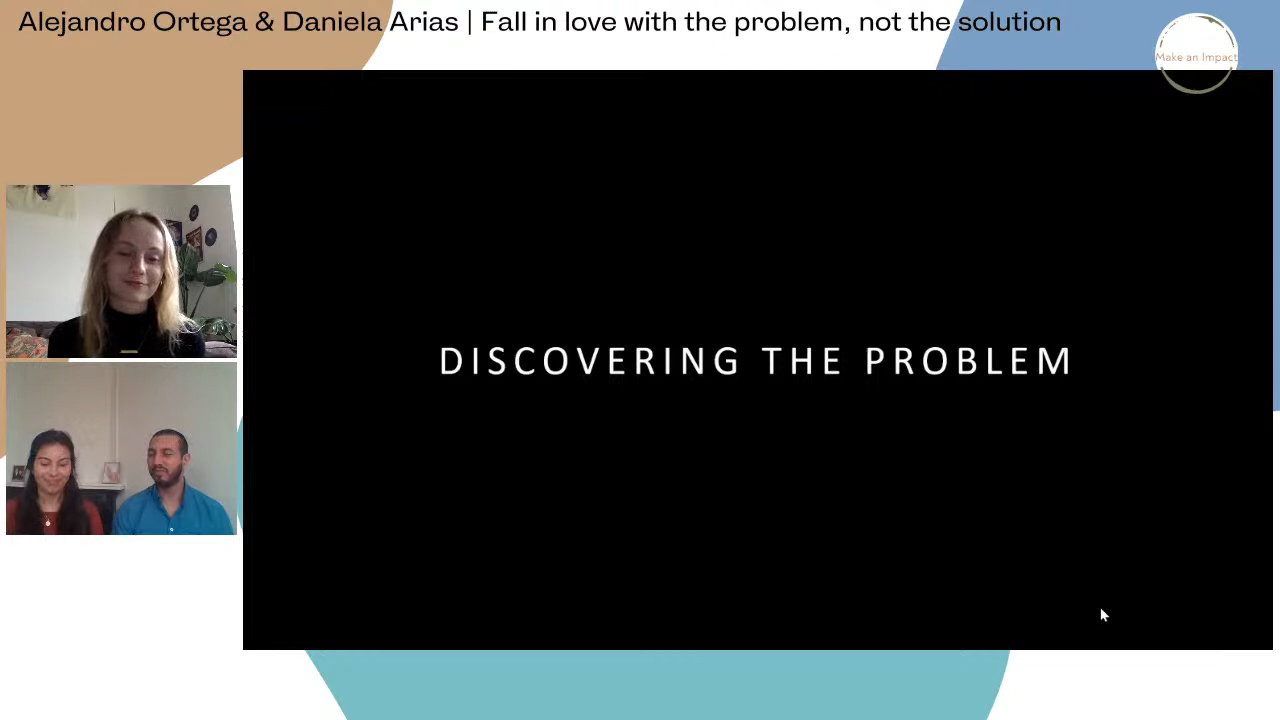 Alejandro Ortega & Daniela Arias | Fall in love with the problem, not the solution
Make an Impact
DISCOVERING THE PROBLEM